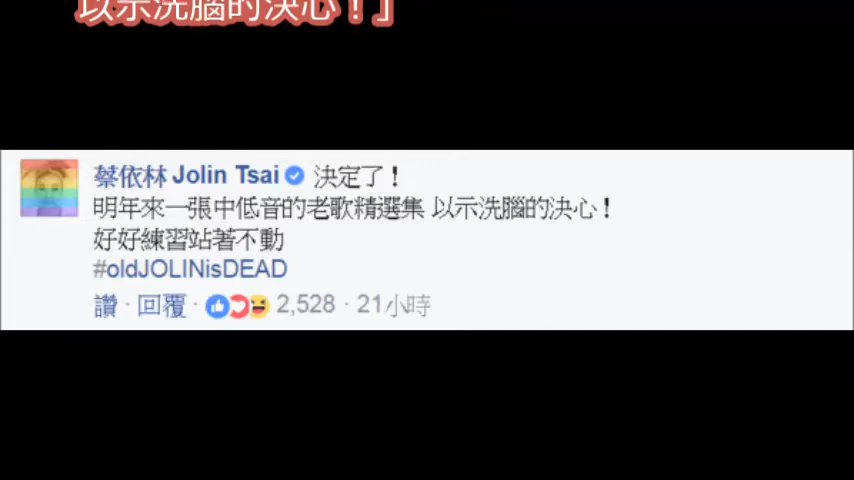 以示洗腦的決心！」
蔡依林 Jolin Tsai 決定了！
明年來一張中低音的老歌精選集 以示洗腦的決心！
好好練習站著不動
#oldJOLINisDEAD
讚 · 回覆 · 2,528 · 21小時